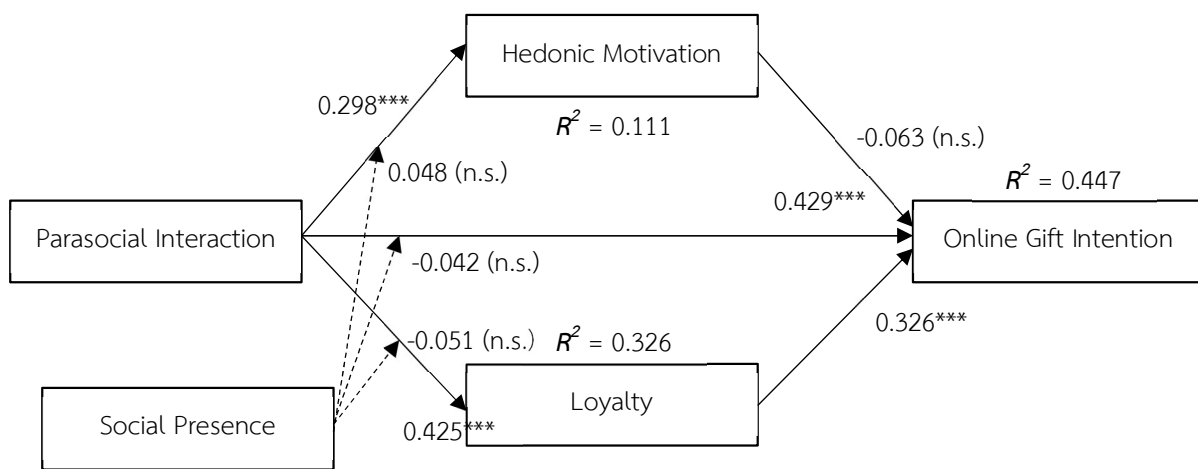 Hedonic Motivation
0.298***
R² = 0.111
-0.063 (n.s.)
0.048 (n.s.)
R² = 0.447
0.429***
Parasocial Interaction
Online Gift Intention
-0.042 (n.s.)
0.326***
-0.051 (n.s.)
R² = 0.326
Loyalty
Social Presence
0.425***